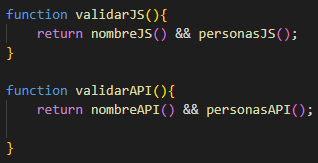 function validarJS(){
    return nombreJS() && personasJS();
}
function validarAPI(){
    return nombreAPI() && personasAPI();
}